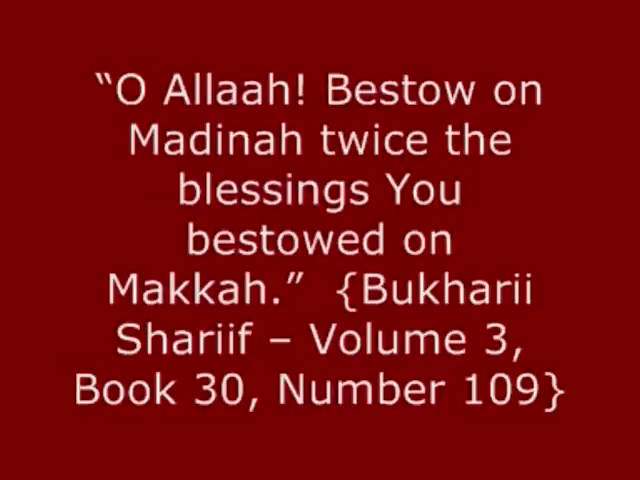 “O Allaah! Bestow on
Madinah twice the
blessings You
bestowed on
Makkah.”  {Bukharii
Shariif – Volume 3,
Book 30, Number 109}